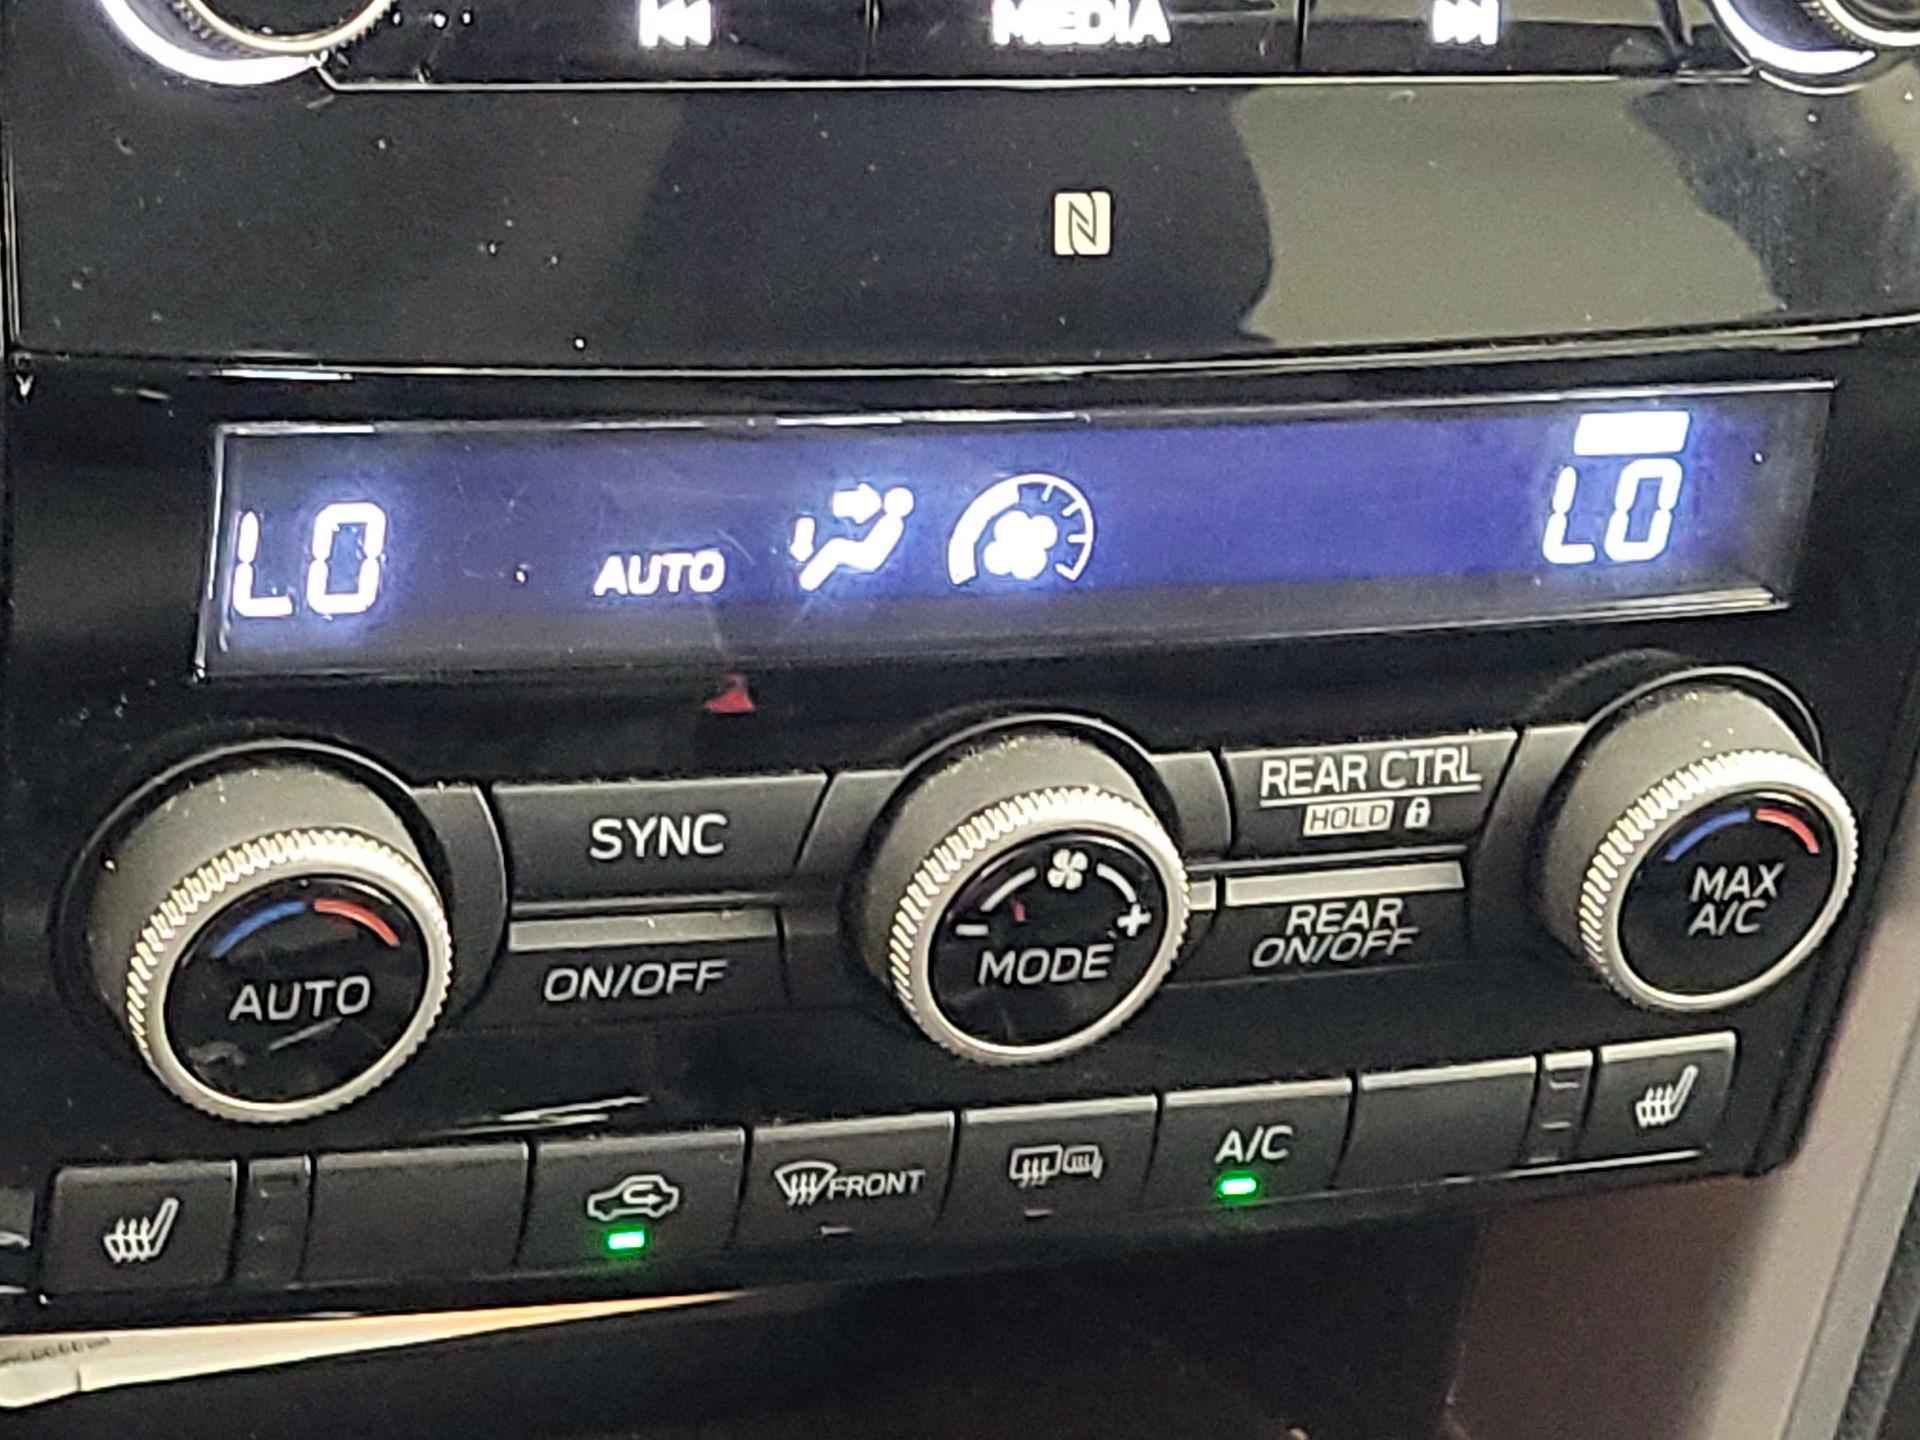 MEDIA
LO
AUTO
LO
SYNC
ON/OFF
AUTO
MODE
- +
REAR CTRL
HOLD
REAR
ON/OFF
MAX
A/C
FRONT
A/C